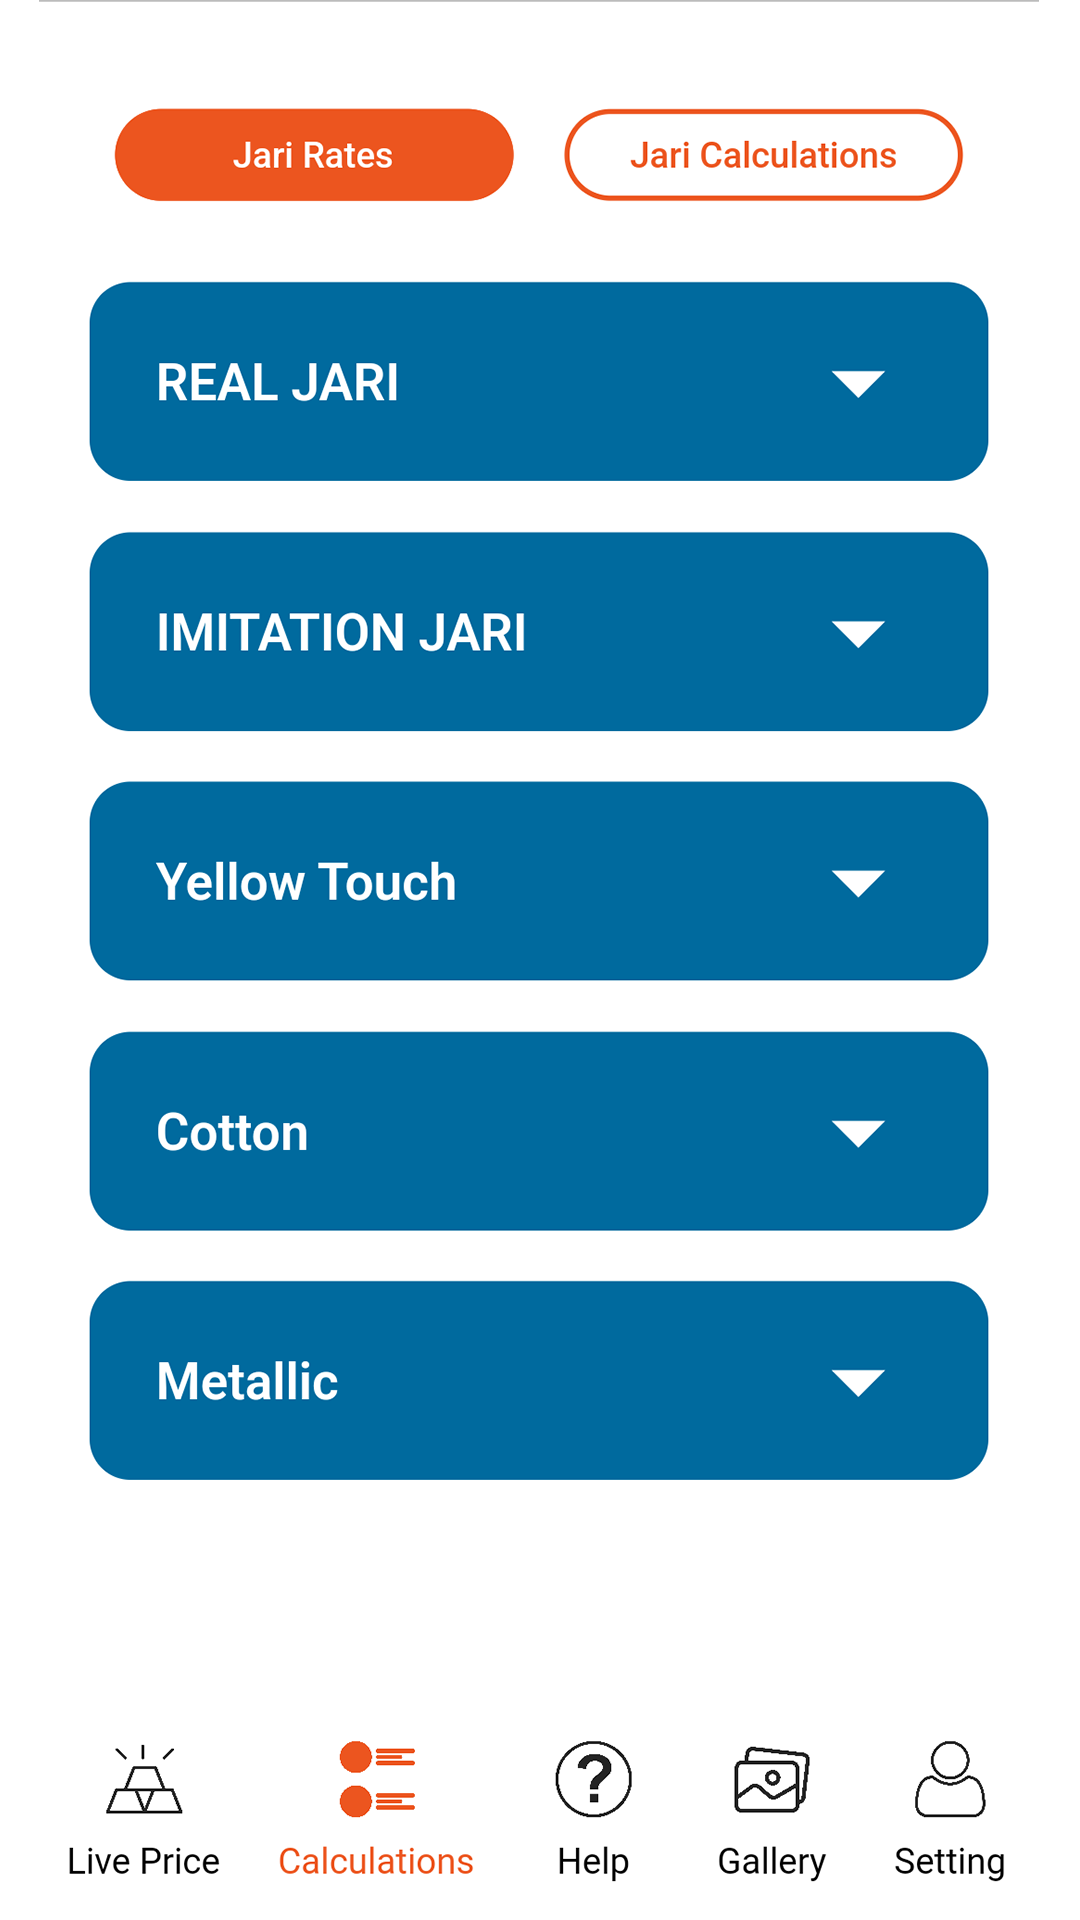 Jari Rates
Jari Calculations
REAL JARI
IMITATION JARI
Yellow Touch
Cotton
Metallic
Live Price
Calculations
Help
Gallery
Setting